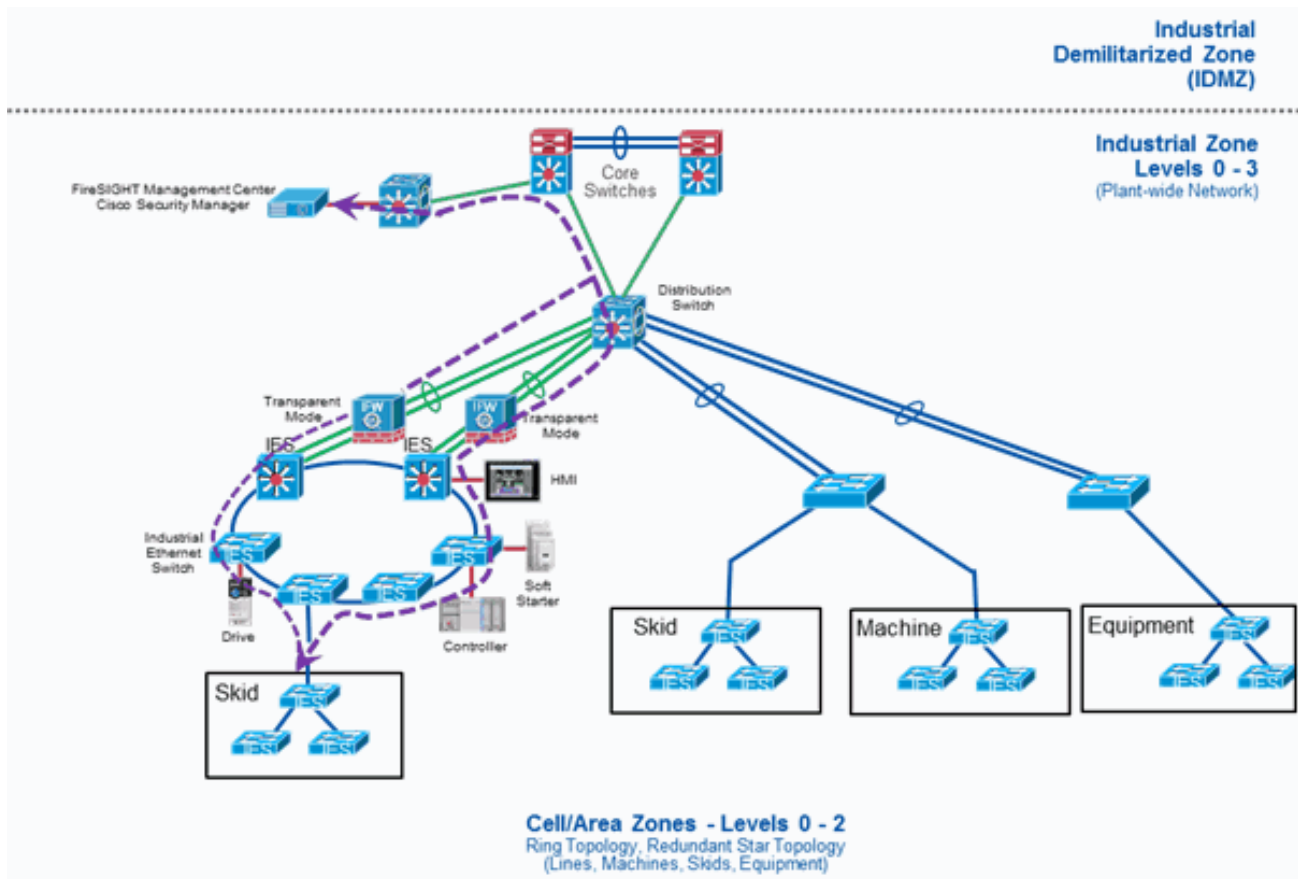 Industrial
Demilitarized Zone
(IDMZ)
Industrial Zone
Levels 0 - 3
(Plant-wide Network)
Core
Switches
FireSIGHT Management Center
Cisco Security Manager
Distribution
Switch
Transparent
Mode
IFW
IFW
Transparent
Mode
IES
IES
HMI
Industrial
Ethernet
Switch
IES
IES
IES
IES
Soft
Starter
Drive
Controller
Skid
IES
IES
IES
Skid
IES
IES
IES
Machine
IES
IES
IES
Equipment
IES
IES
IES
Cell/Area Zones - Levels 0 - 2
Ring Topology, Redundant Star Topology
(Lines, Machines, Skids, Equipment)